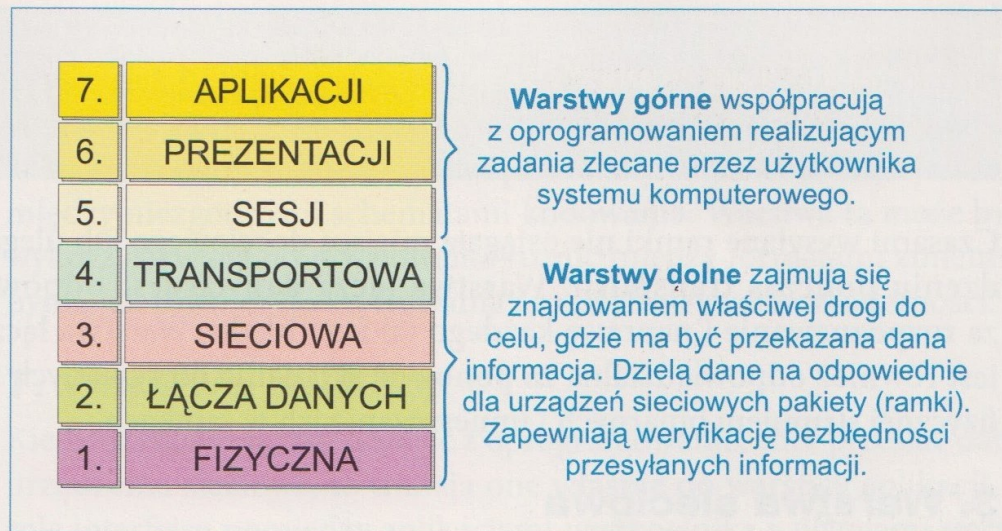 7. APLIKACJI
6. PREZENTACJI
5. SESJI
4. TRANSPORTOWA
3. SIECIOWA
2. ŁĄCZA DANYCH
1. FIZYCZNA
Warstwy górne współpracują
z oprogramowaniem realizującym
zadania zlecane przez użytkownika
systemu komputerowego.
Warstwy dolne zajmują się
znajdowaniem właściwej drogi do
celu, gdzie ma być przekazana dana
informacja. Dzielą dane na odpowiednie
dla urządzeń sieciowych pakiety (ramki).
Zapewniają weryfikację bezbłędności
przesyłanych informacji.